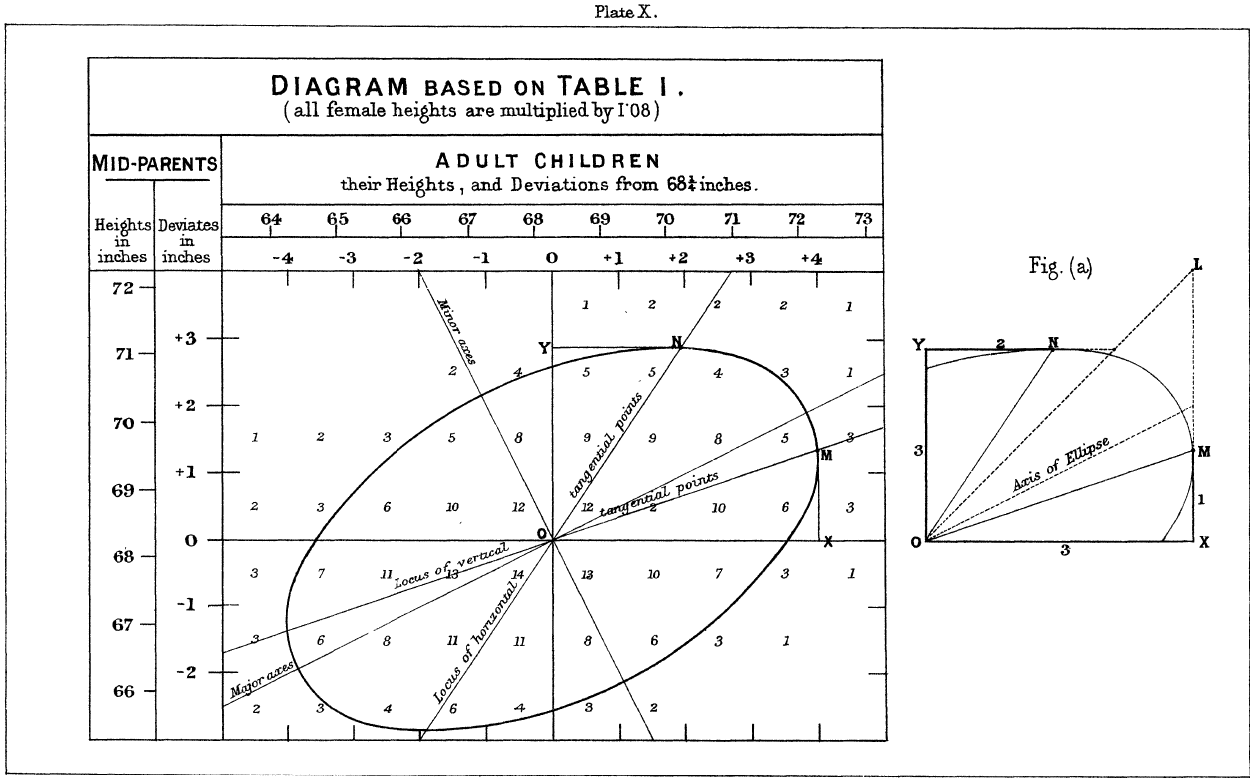 Plate X.
DIAGRAM BASED ON TABLE I.
(all female heights are multiplied by 1·08)
MID-PARENTS
ADULT CHILDREN
their Heights, and Deviations from 68¼ inches.
Heights in inches
Deviates in inches
64 65 66 67 68 69 70 71 72 73
-4 -3 -2 -1 0 +1 +2 +3 +4
72
1 2 2 2 1
+3
71
Y N
2 4 5 5 4 3 1
+2
70
1 2 3 5 8 9 9 8 5 3
M
+1
69
2 3 6 10 12 12 2 10 6 3
0
68
O X
3 7 11 13 14 13 10 7 3 1
-1
67
3 6 8 11 11 8 6 3 1
-2
66
2 3 4 6 4 3 2
Minor axes
tangential points
tangential points
Locus of vertical
Locus of horizontal
Major axes
Fig. (a)
L
Y 2 N
3
Axis of Ellipse
M
1
O 3 X